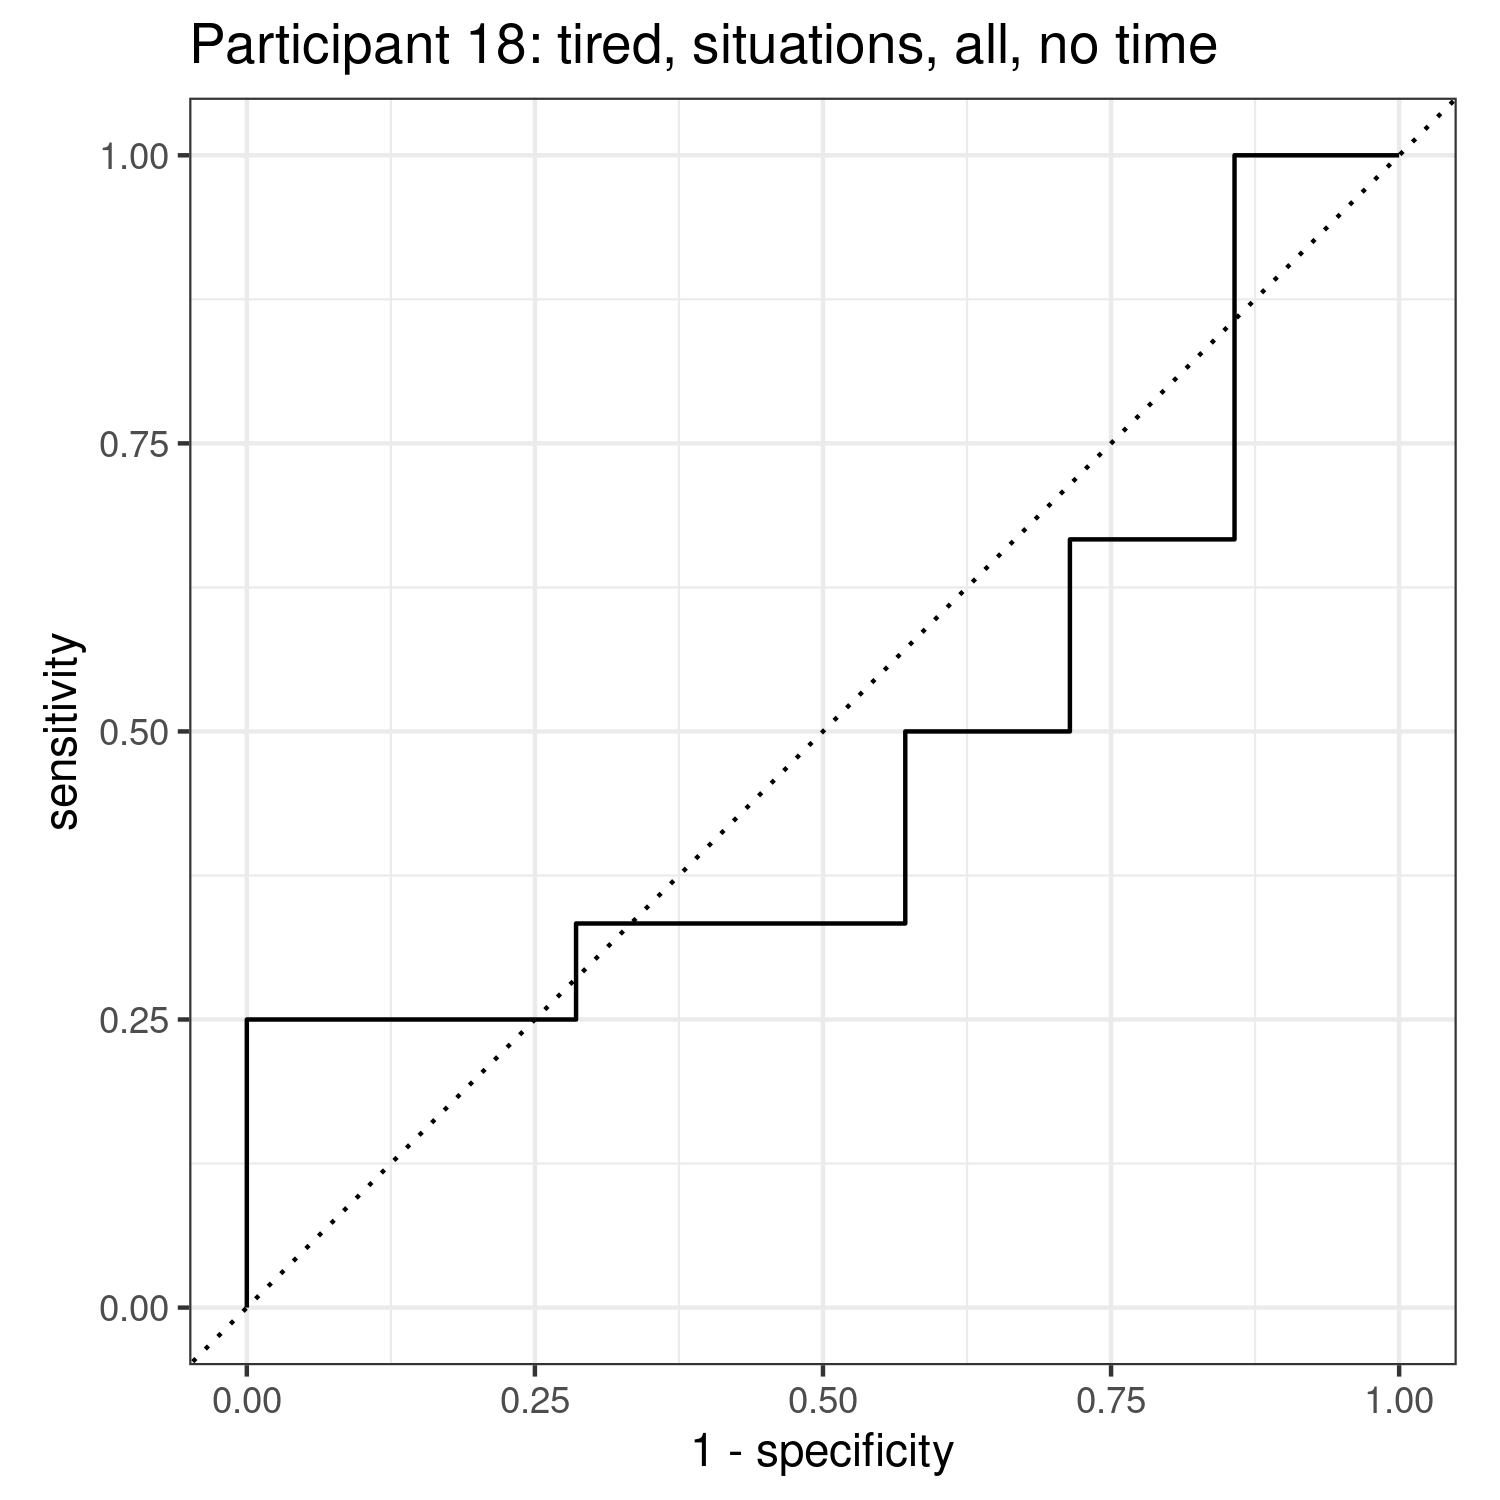 Participant 18: tired, situations, all, no time
1.00
0.75
0.50
0.25
0.00
sensitivity
0.00 0.25 0.50 0.75 1.00
1 - specificity